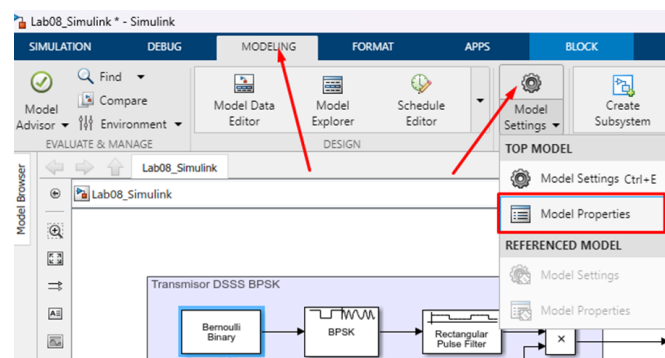 Lab08_Simulink * - Simulink
SIMULATION DEBUG MODELING FORMAT APPS BLOCK
Model
Advisor
Find
Compare
Environment
Model Data
Editor
Model
Explorer
Schedule
Editor
Model
Settings
Create
Subsystem
EVALUATE & MANAGE
DESIGN
TOP MODEL
Model Settings Ctrl+E
Model Properties
REFERENCED MODEL
Model Settings
Model Properties
Model Browser
Lab08_Simulink
Lab08_Simulink
Transmisor DSSS BPSK
Bernoulli
Binary
BPSK
Rectangular
Pulse Filter
×